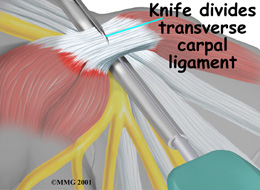 Knife divides
transverse
carpal
ligament
©MMG 2001